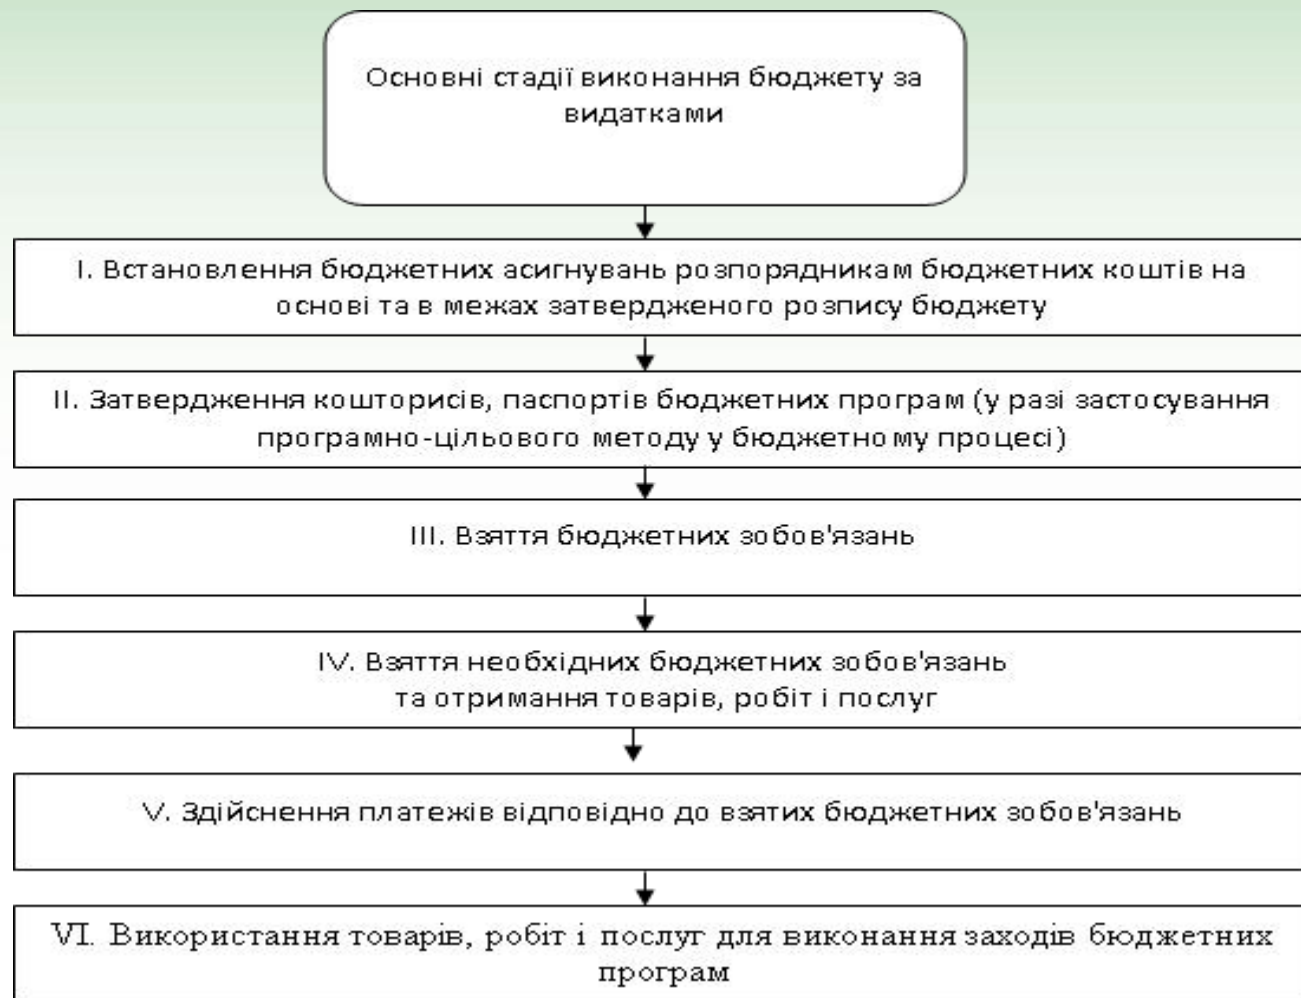 Основні стадії виконання бюджету за
видатками
I. Встановлення бюджетних асигнувань розпорядникам бюджетних коштів на
основі та в межах затвердженого розпису бюджету
II. Затвердження кошторисів, паспортів бюджетних програм (у разі застосування
програмно-цільового методу у бюджетному процесі)
III. Взяття бюджетних зобов'язань
IV. Взяття необхідних бюджетних зобов'язань
та отримання товарів, робіт і послуг
V. Здійснення платежів відповідно до взятих бюджетних зобов'язань
VI. Використання товарів, робіт і послуг для виконання заходів бюджетних
програм